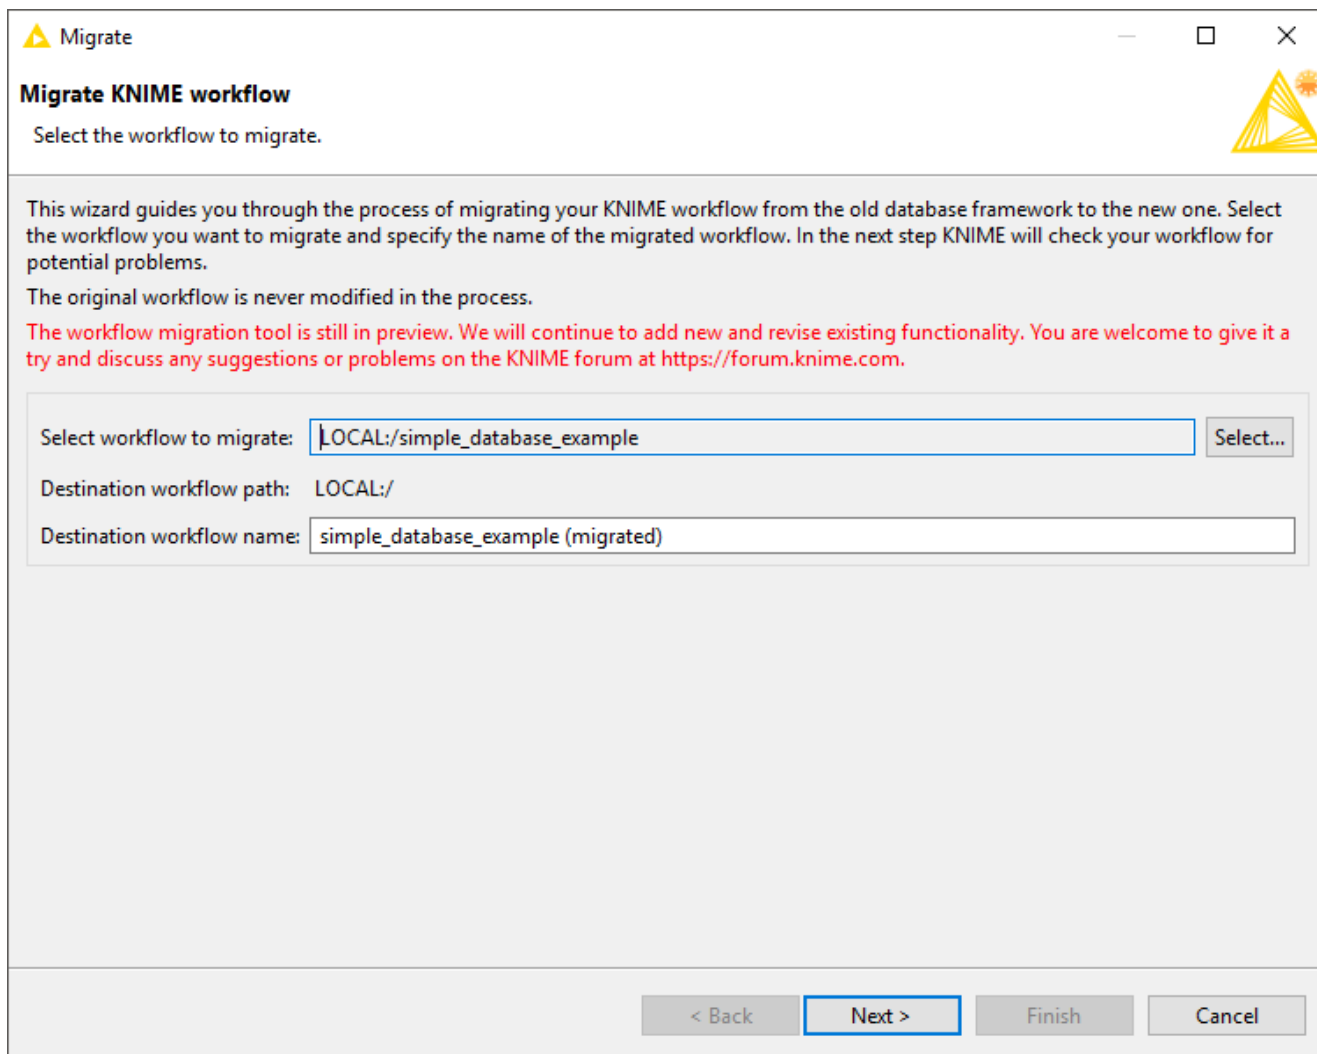 Migrate
Migrate KNIME workflow
Select the workflow to migrate.
This wizard guides you through the process of migrating your KNIME workflow from the old database framework to the new one. Select
the workflow you want to migrate and specify the name of the migrated workflow. In the next step KNIME will check your workflow for
potential problems.
The original workflow is never modified in the process.
The workflow migration tool is still in preview. We will continue to add new and revise existing functionality. You are welcome to give it a
try and discuss any suggestions or problems on the KNIME forum at https://forum.knime.com.
Select workflow to migrate: LOCAL:/simple_database_example Select...
Destination workflow path: LOCAL:/
Destination workflow name: simple_database_example (migrated)
< Back Next > Finish Cancel